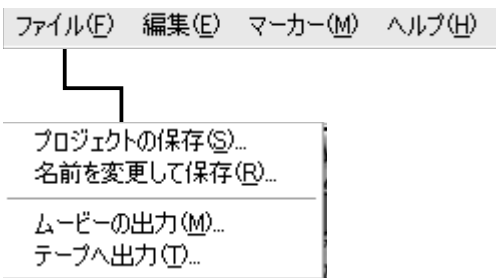 ファイル(F) 編集(E) マーカー(M) ヘルプ(H)
プロジェクトの保存(S)...
名前を変更して保存(R)...
ムービーの出力(M)...
テープへ出力(T)...